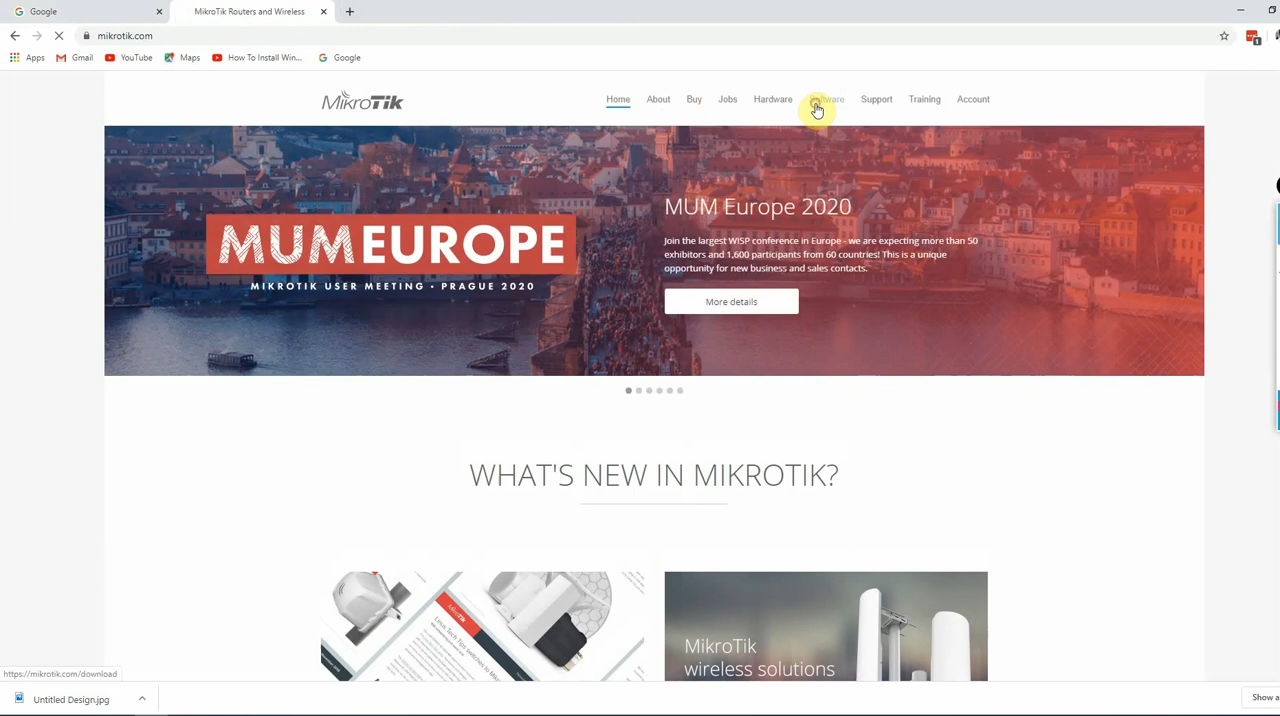 Google
MikroTik Routers and Wireless
mikrotik.com
1
Apps
Gmail
YouTube
Maps
How To Install Win...
Google
MikroTik
Home
About
Buy
Jobs
Hardware
Software
Support
Training
Account
MUMEUROPE
MIKROTIK USER MEETING • PRAGUE 2020
MUM Europe 2020
Join the largest WISP conference in Europe - we are expecting more than 50
exhibitors and 1,600 participants from 60 countries! This is a unique
opportunity for new business and sales contacts.
More details
WHAT'S NEW IN MIKROTIK?
MikroTik
MikroTik
wireless solutions
https://mikrotik.com/download
Untitled Design.jpg
Show a